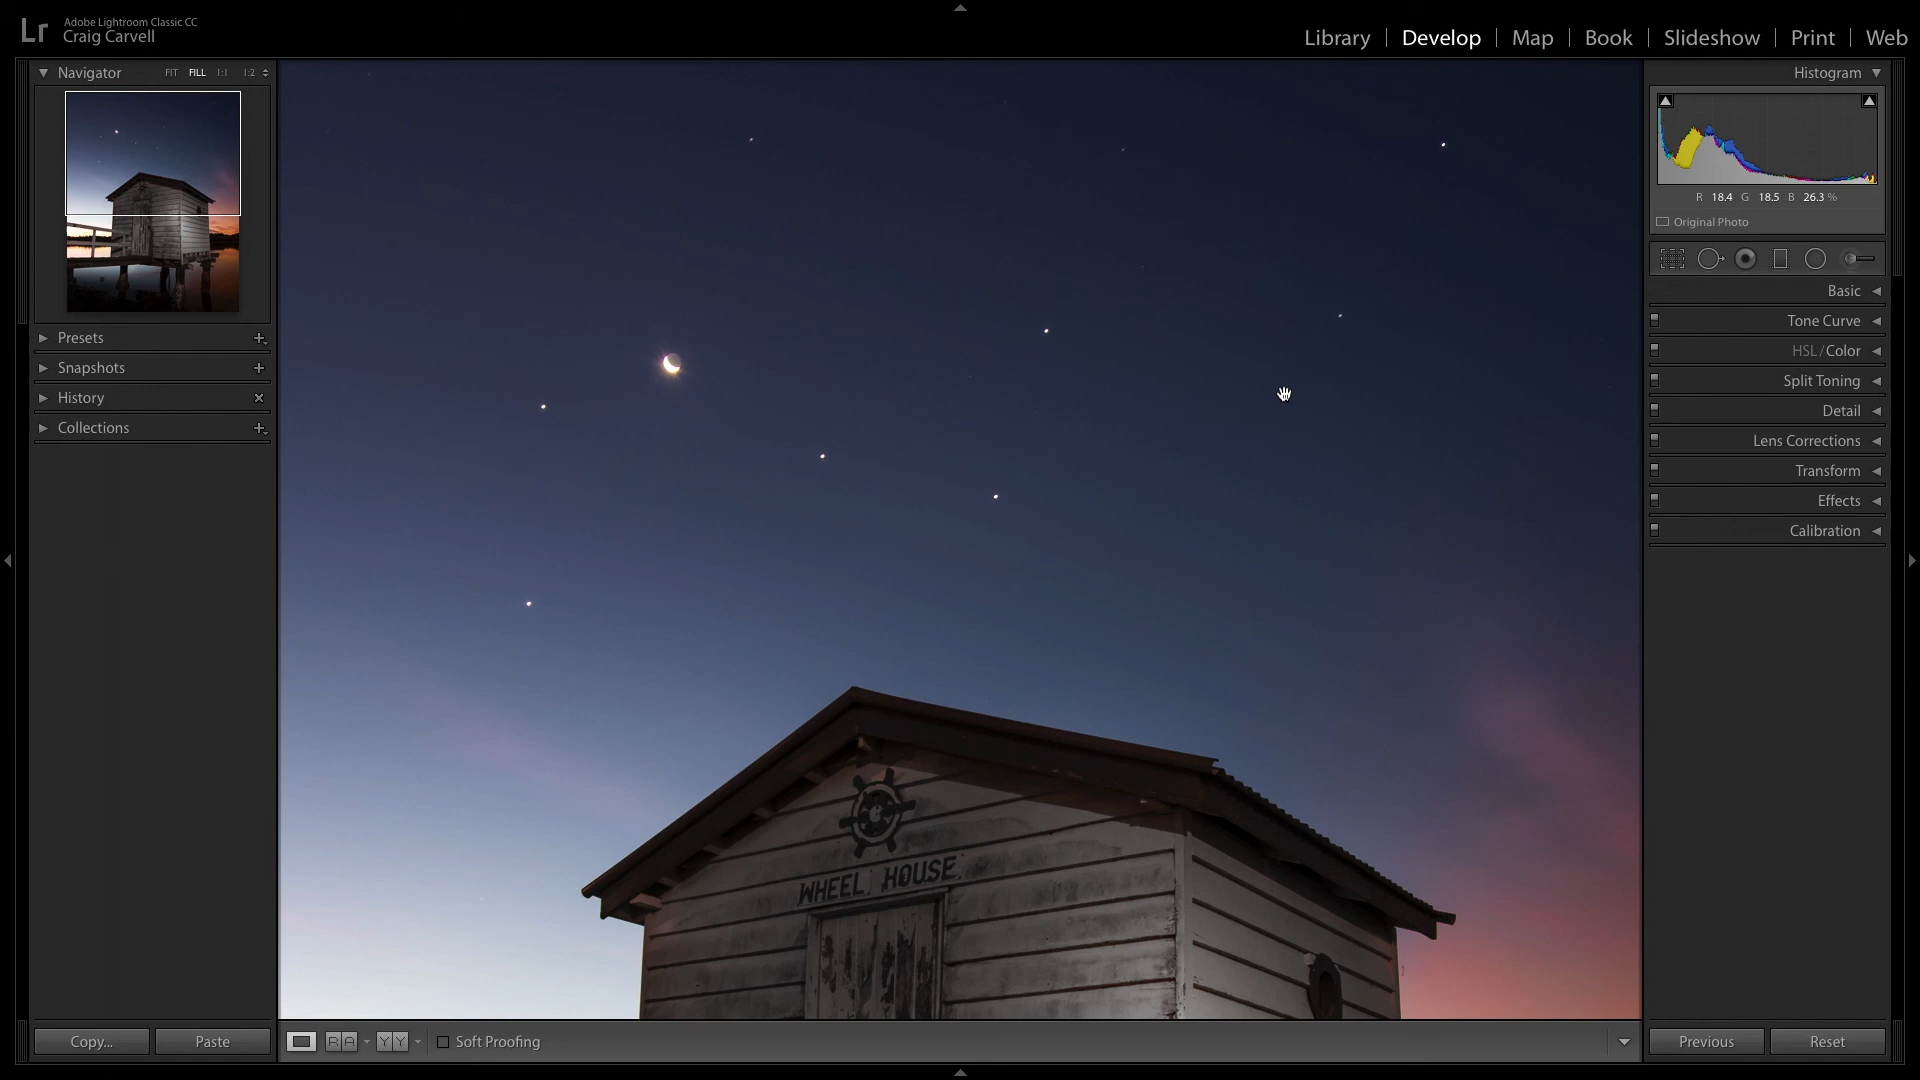 Lr Adobe Lightroom Classic CC
Craig Carvell
Library | Develop | Map | Book | Slideshow | Print | Web
Navigator FIT FILL 1:1 1:2
Presets
Snapshots
History
Collections
WHEEL HOUSE
Histogram
R 18.4 G 18.5 B 26.3 %
Original Photo
Basic
Tone Curve
HSL / Color
Split Toning
Detail
Lens Corrections
Transform
Effects
Calibration
Copy... Paste
R A Y Y Soft Proofing
Previous Reset